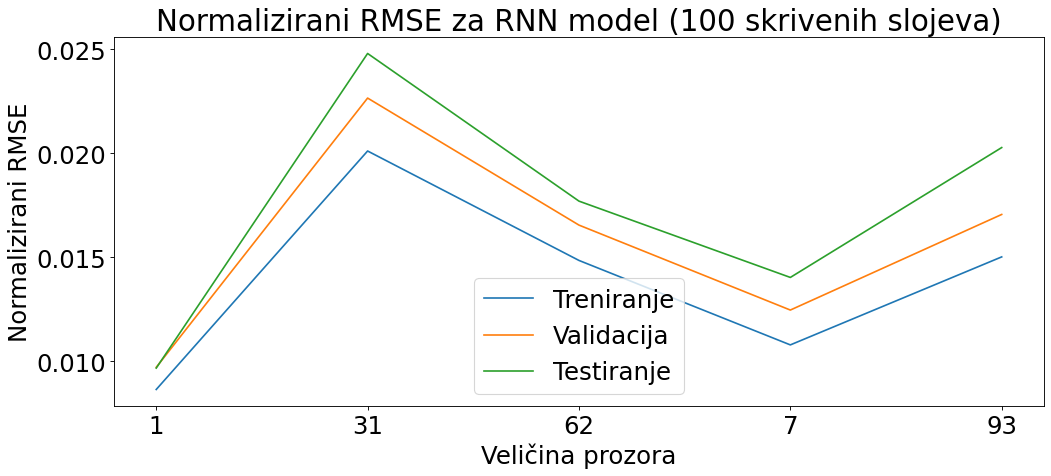 Normalizirani RMSE za RNN model (100 skrivenih slojeva)
Normalizirani RMSE
0.025
0.020
0.015
0.010
Treniranje
Validacija
Testiranje
1 31 62 7 93
Veličina prozora